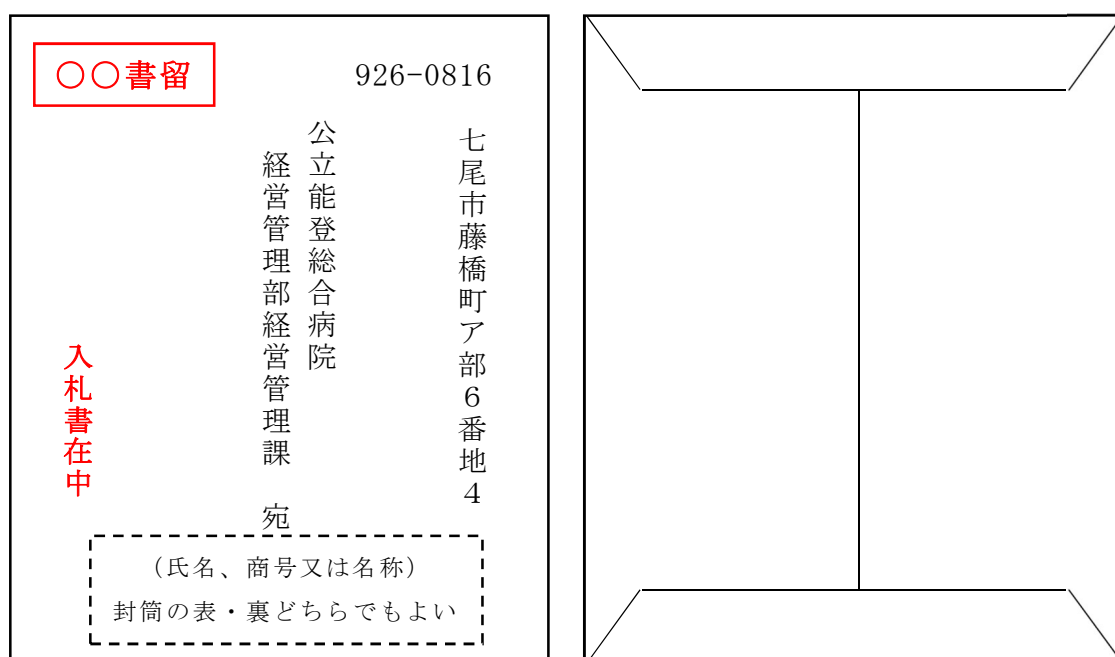 〇〇書留
926-0816
七尾市藤橋町ア部６番地４
公立能登総合病院
経営管理部経営管理課　宛
入札書在中
（氏名、商号又は名称）
封筒の表・裏どちらでもよい